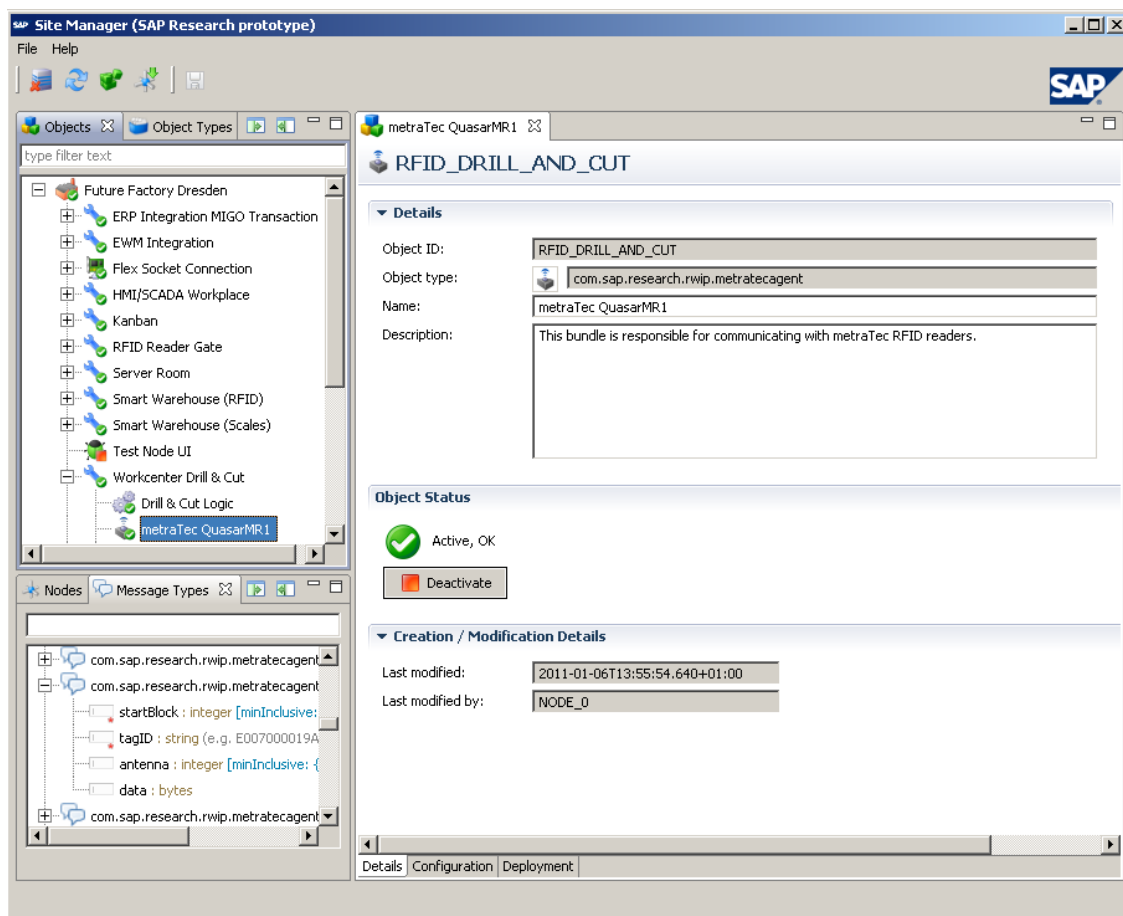 SAP Site Manager (SAP Research prototype)
File Help
SAP
Objects Object Types
type filter text
Future Factory Dresden
ERP Integration MIGO Transaction
EWM Integration
Flex Socket Connection
HMI/SCADA Workplace
Kanban
RFID Reader Gate
Server Room
Smart Warehouse (RFID)
Smart Warehouse (Scales)
Test Node UI
Workcenter Drill & Cut
Drill & Cut Logic
metraTec QuasarMR1
Nodes Message Types
com.sap.research.rwip.metratecagent
com.sap.research.rwip.metratecagent
startBlock : integer [minInclusive:
tagID : string (e.g. E007000019A
antenna : integer [minInclusive: -{
data : bytes
com.sap.research.rwip.metratecagent
metraTec QuasarMR1
RFID_DRILL_AND_CUT
Details
Object ID: RFID_DRILL_AND_CUT
Object type: com.sap.research.rwip.metratecagent
Name: metraTec QuasarMR1
Description: This bundle is responsible for communicating with metraTec RFID readers.
Object Status
Active, OK
Deactivate
Creation / Modification Details
Last modified: 2011-01-06T13:55:54.640+01:00
Last modified by: NODE_0
Details Configuration Deployment